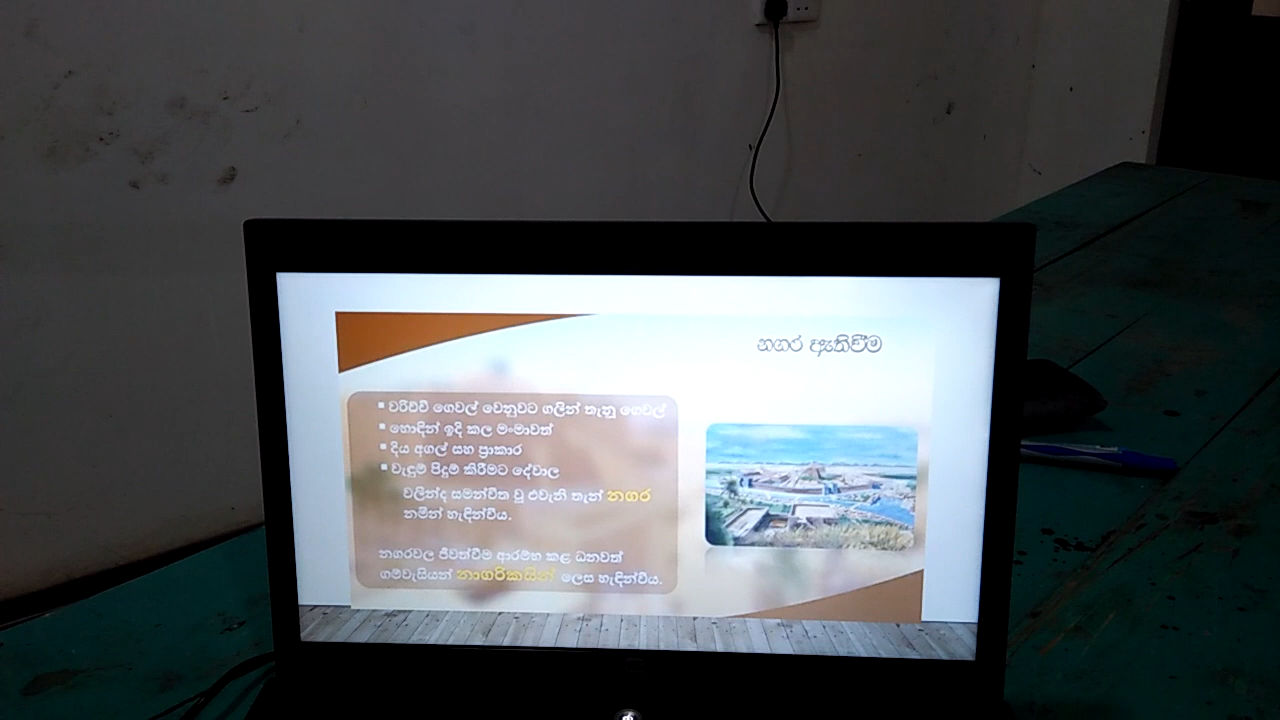 නගර ඇතිවීම
▪ වරිච්චි ගෙවල් වෙනුවට ගලින් තැනූ ගෙවල්
▪ හොඳින් ඉදි කල මංමාවත්
▪ දිය අගල් සහ ප්‍රාකාර
▪ වැඳුම් පිදුම් කිරීමට දේවාල
වලින්ද සමන්විත වූ එවැනි තැන් නගර
නමින් හැඳින්විය.
නගරවල ජීවත්වීම ආරම්භ කළ ධනවත්
ගම්වැසියන් නාගරිකයින් ලෙස හැඳින්විය.